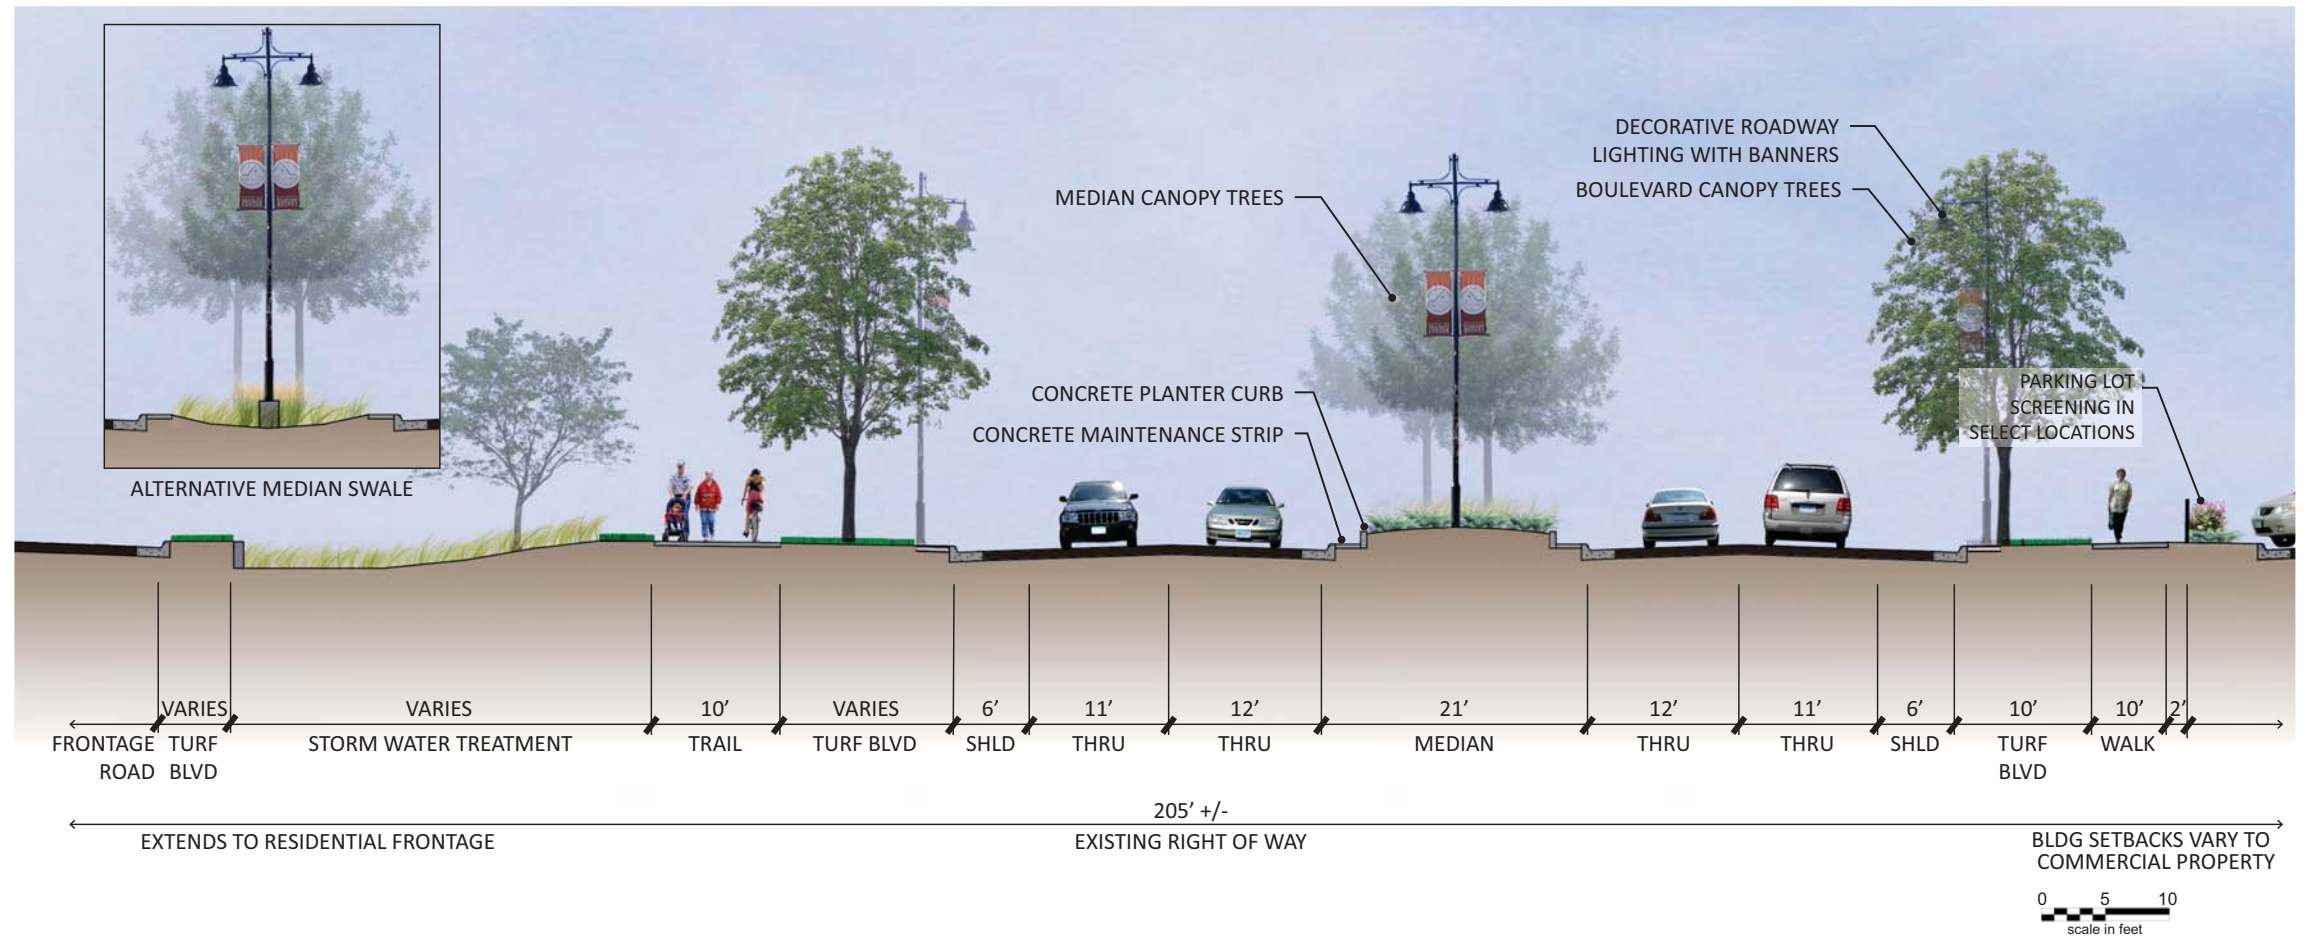 DECORATIVE ROADWAY
LIGHTING WITH BANNERS
BOULEVARD CANOPY TREES
MEDIAN CANOPY TREES
CONCRETE PLANTER CURB
CONCRETE MAINTENANCE STRIP
PARKING LOT
SCREENING IN
SELECT LOCATIONS
ALTERNATIVE MEDIAN SWALE
VARIES VARIES 10’ VARIES 6’ 11’ 12’ 21’ 12’ 11’ 6’ 10’ 10’ 2’
FRONTAGE TURF STORM WATER TREATMENT TRAIL TURF BLVD SHLD THRU THRU MEDIAN THRU THRU SHLD TURF WALK
ROAD BLVD BLVD
205’ +/-
EXTENDS TO RESIDENTIAL FRONTAGE EXISTING RIGHT OF WAY BLDG SETBACKS VARY TO
COMMERCIAL PROPERTY
0 5 10
scale in feet